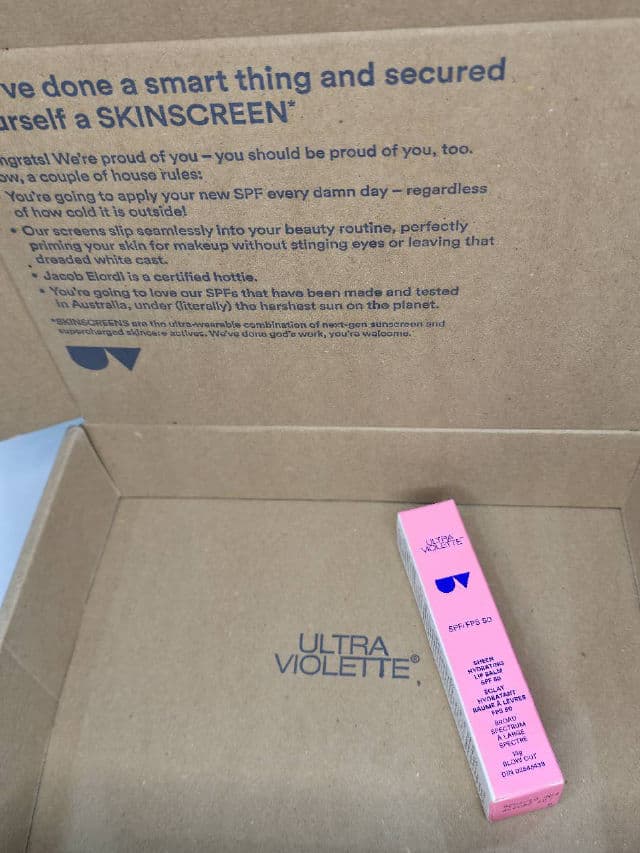 ve done a smart thing and secured
urself a SKINSCREEN*
ngrats! We're proud of you – you should be proud of you, too.
ow, a couple of house rules:
You're going to apply your new SPF every damn day – regardless
of how cold it is outside!
• Our screens slip seamlessly into your beauty routine, perfectly
priming your skin for makeup without stinging eyes or leaving that
dreaded white cast.
• Jacob Elordi is a certified hottie.
• You're going to love our SPFs that have been made and tested
in Australia, under (literally) the harshest sun on the planet.
*SKINSCREENS are the ultra-wearable combination of next-gen sunscreen and
supercharged skincare actives. We've done god's work, you're welcome.
ULTRA
VIOLETTE®
ULTRA
VIOLETTE
SPF/FPS 50
SHEEN
HYDRATING
LIP BALM
SPF 50
ÉCLAT
HYDRATANT
BAUME À LÈVRES
FPS 50
BROAD
SPECTRUM
À LARGE
SPECTRE
BLOW OUT
DIN